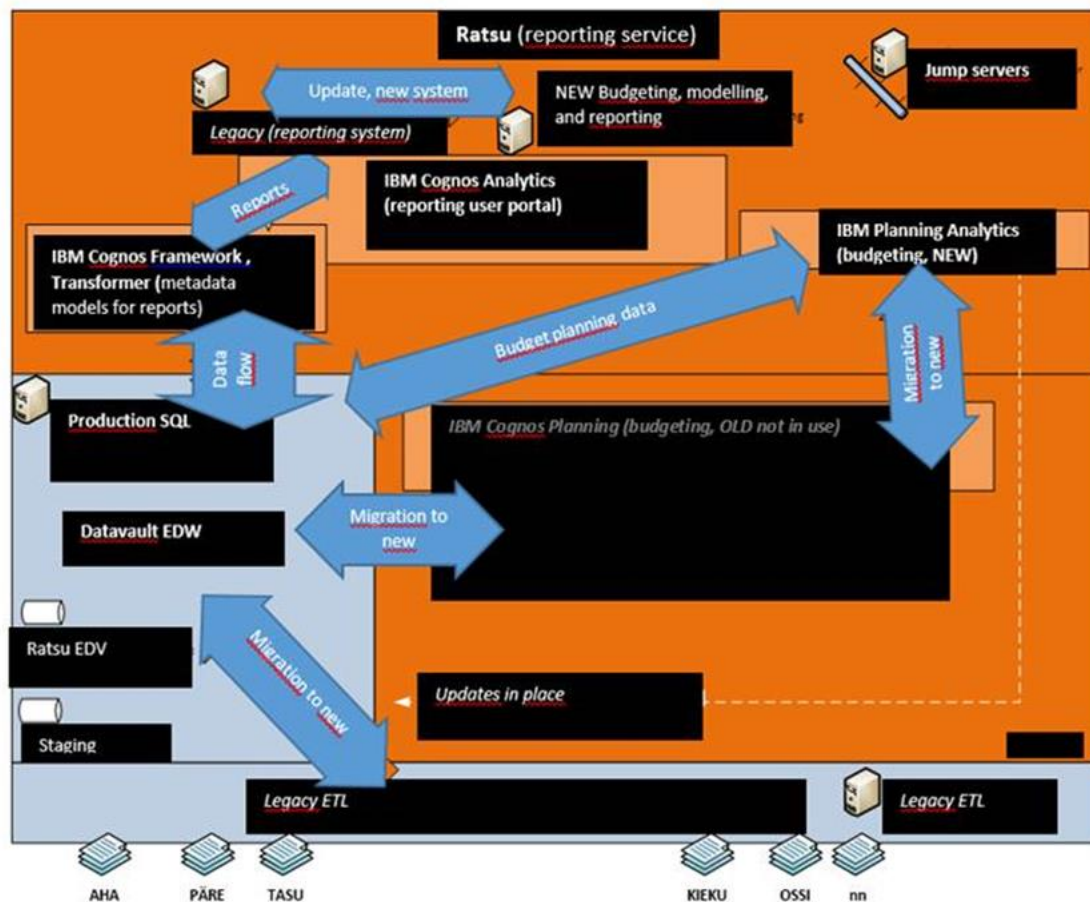 Ratsu (reporting service)
Update, new system
NEW Budgeting, modelling,
and reporting
Jump servers
Legacy (reporting system)
Reports
IBM Cognos Analytics
(reporting user portal)
IBM Planning Analytics
(budgeting, NEW)
IBM Cognos Framework ,
Transformer (metadata
models for reports)
Budget planning data
Data
flow
Migration
to new
Production SQL
IBM Cognos Planning (budgeting, OLD not in use)
Datavault EDW
Migration to
new
Ratsu EDV
Migration to new
Updates in place
Staging
Legacy ETL
Legacy ETL
AHA
PÄRE
TASU
KIEKU
OSSI
nn